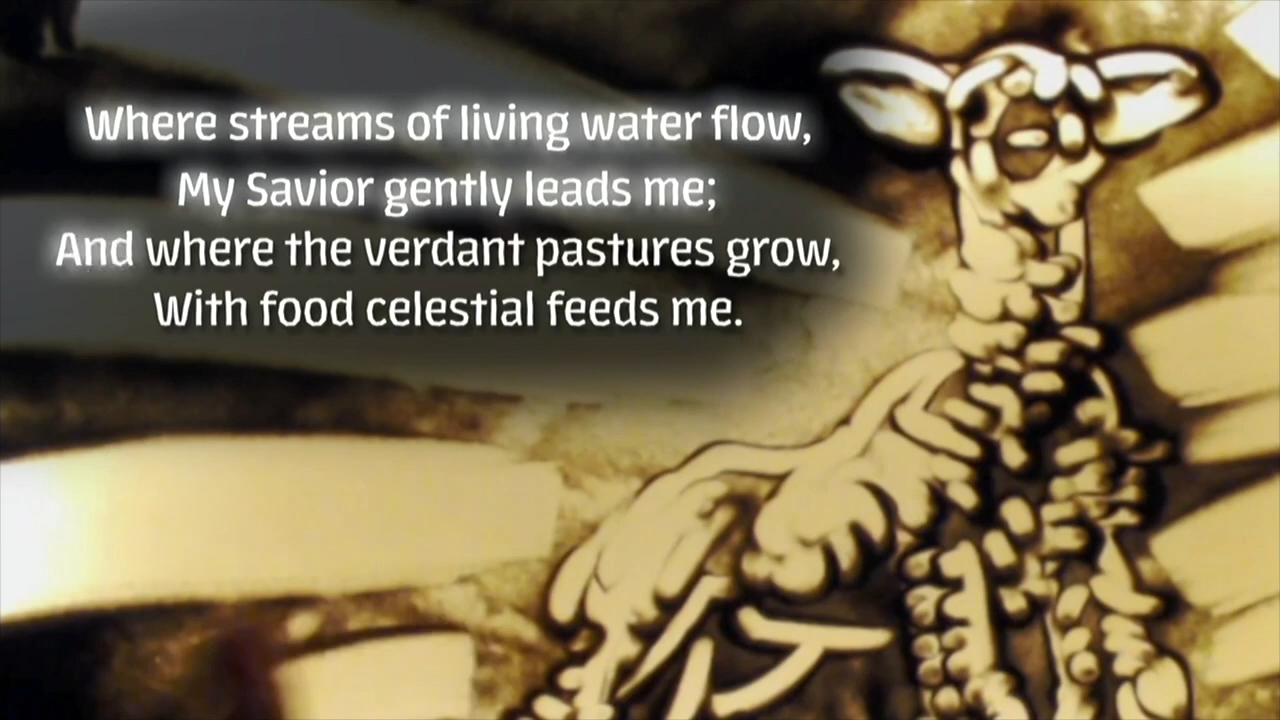 Where streams of living water flow,
My Savior gently leads me;
And where the verdant pastures grow,
With food celestial feeds me.